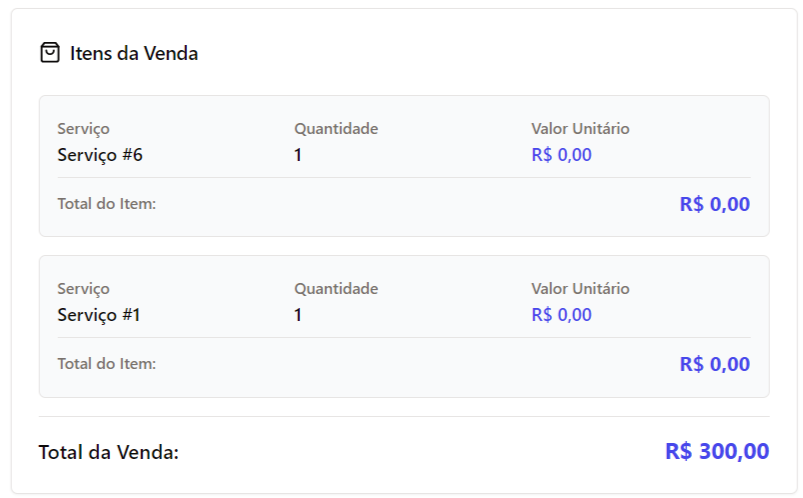 Itens da Venda
Serviço Quantidade Valor Unitário
Serviço #6 1 R$ 0,00
Total do Item: R$ 0,00
Serviço Quantidade Valor Unitário
Serviço #1 1 R$ 0,00
Total do Item: R$ 0,00
Total da Venda: R$ 300,00